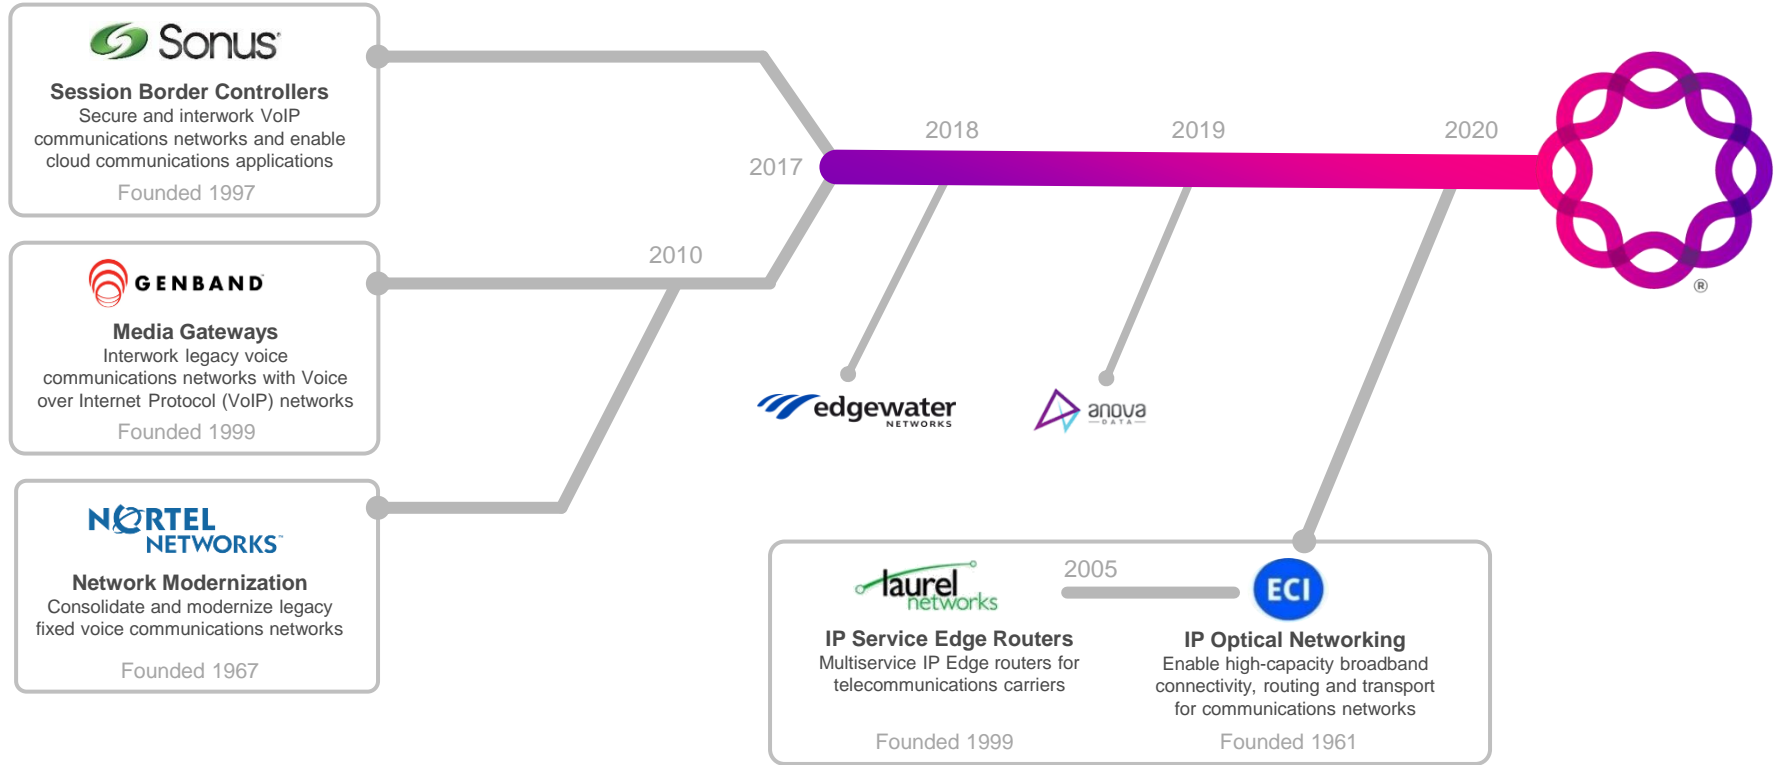 Sonus
Session Border Controllers
Secure and interwork VoIP
communications networks and enable
cloud communications applications
Founded 1997
GENBAND
Media Gateways
Interwork legacy voice
communications networks with Voice
over Internet Protocol (VoIP) networks
Founded 1999
NORTEL
NETWORKS™
Network Modernization
Consolidate and modernize legacy
fixed voice communications networks
Founded 1967
2010
2017
2018
2019
2020
®
edgewater
NETWORKS
anova
DATA
laurel
networks
2005
ECI
IP Service Edge Routers
Multiservice IP Edge routers for
telecommunications carriers
Founded 1999
IP Optical Networking
Enable high-capacity broadband
connectivity, routing and transport
for communications networks
Founded 1961